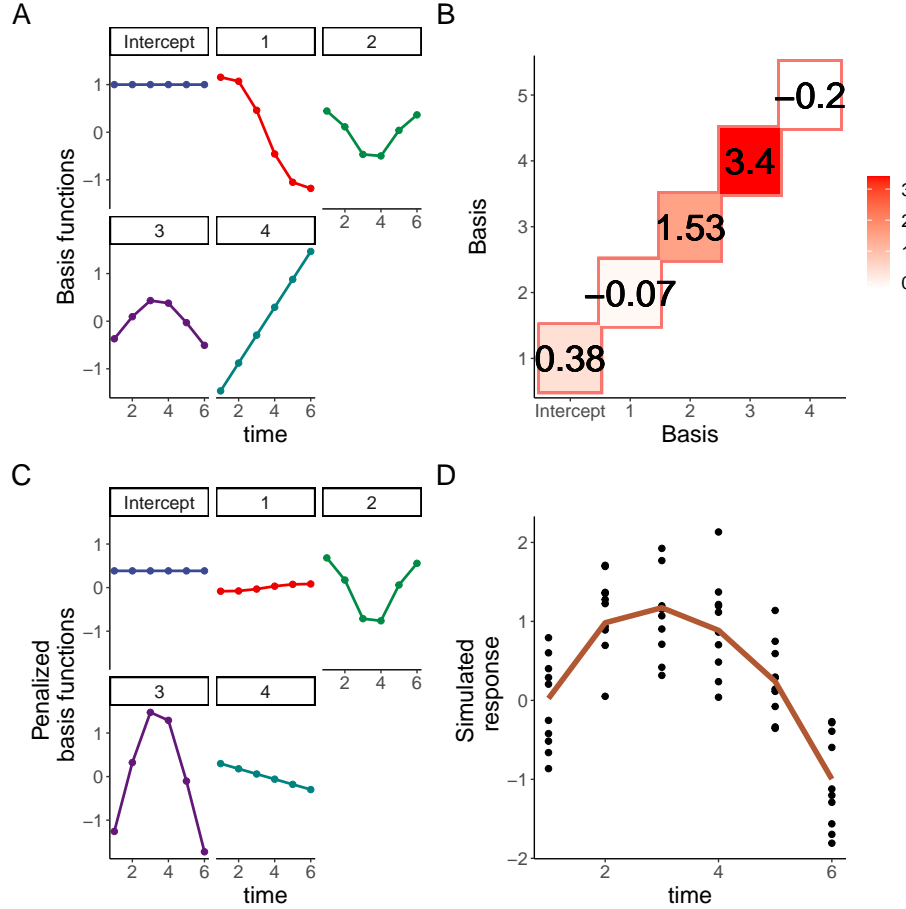 A
Intercept 1 2
Basis functions
1
0
−1
2 4 6
3 4
1
0
−1
2 4 6 2 4 6
time
B
Basis
5
4
3
2
1
−0.2
3.4
1.53
−0.07
0.38
Intercept 1 2 3 4
Basis
3
2
1
0
C
Intercept 1 2
Penalized
basis functions
1
0
−1
2 4 6
3 4
1
0
−1
2 4 6 2 4 6
time
D
Simulated
response
2
1
0
−1
−2
2 4 6
time